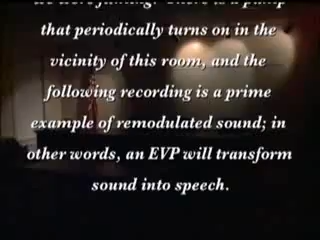 that periodically turns on in the
vicinity of this room, and the
following recording is a prime
example of remodulated sound; in
other words, an EVP will transform
sound into speech.